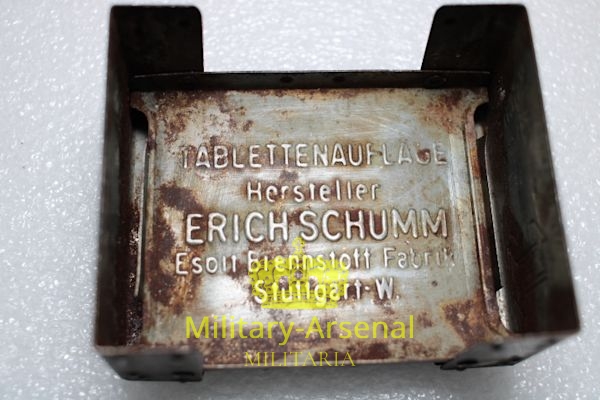 TABLETTENAUFLAGE
Hersteller
ERICH SCHUMM
Esbit Brennstoff Fabrik
Stuttgart-W.
Military-Arsenal
MILITARIA